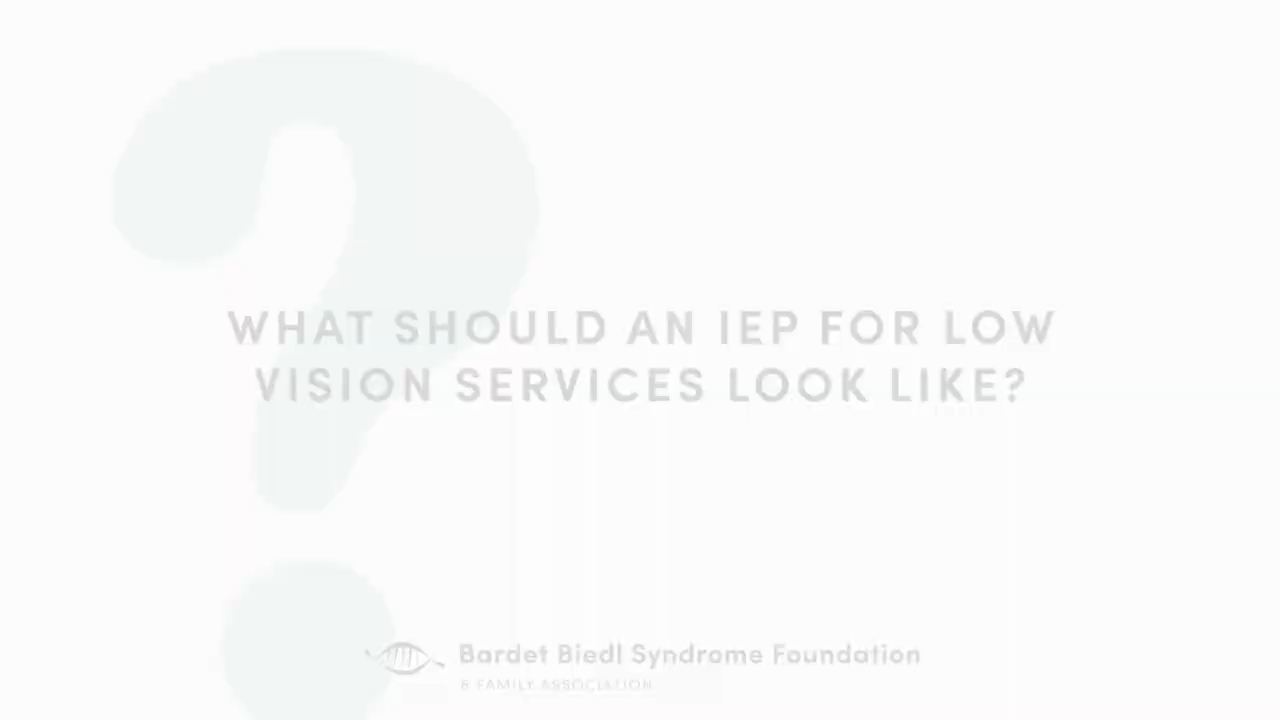 WHAT SHOULD AN IEP FOR LOW
VISION SERVICES LOOK LIKE?
Bardet Biedl Syndrome Foundation
& FAMILY ASSOCIATION